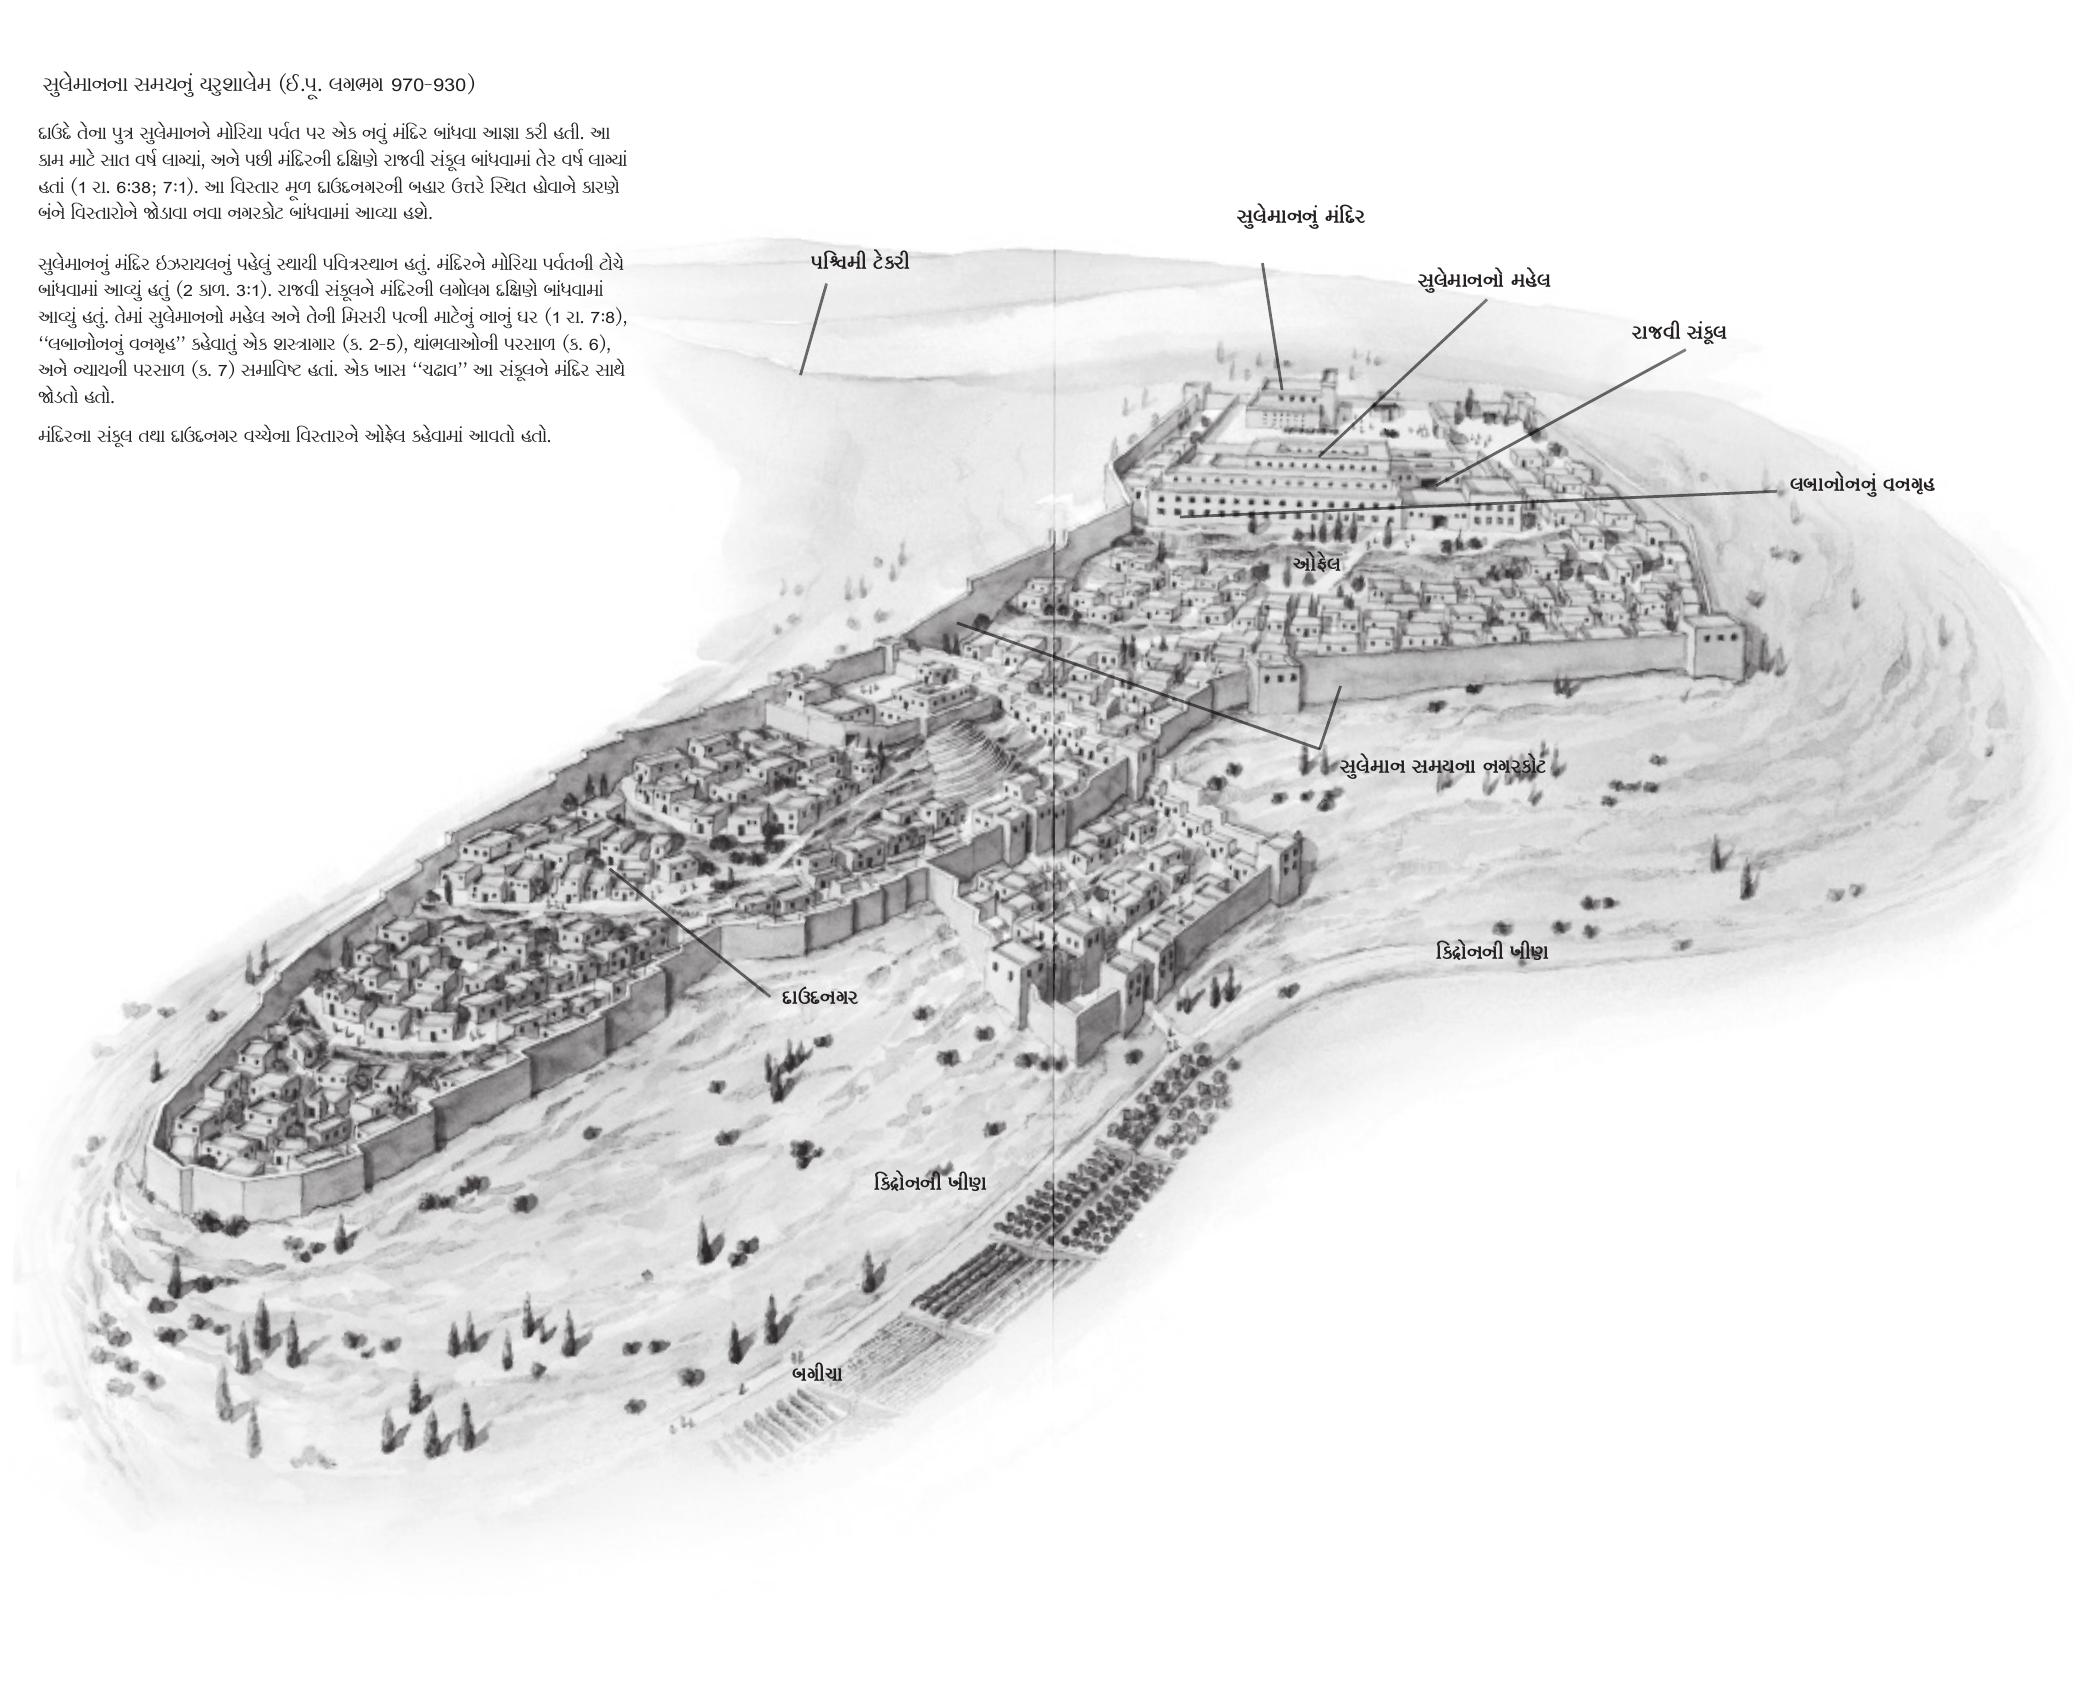 સુલેમાનના સમયનું યરુશાલેમ (ઈ.પૂ. લગભગ 970-930)
દાઉદે તેના પુત્ર સુલેમાનને મોરિયા પર્વત પર એક નવું મંદિર બાંધવા આજ્ઞા કરી હતી. આ
કામ માટે સાત વર્ષ લાગ્યાં, અને પછી મંદિરની દક્ષિણે રાજવી સંકૂલ બાંધવામાં તેર વર્ષ લાગ્યાં
હતાં (1 રા. 6:38; 7:1). આ વિસ્તાર મૂળ દાઉદનગરની બહાર ઉત્તરે સ્થિત હોવાને કારણે
બંને વિસ્તારોને જોડાવા નવા નગરકોટ બાંધવામાં આવ્યા હશે.
સુલેમાનનું મંદિર ઇઝરાયલનું પહેલું સ્થાયી પવિત્રસ્થાન હતું. મંદિરને મોરિયા પર્વતની ટોચે
બાંધવામાં આવ્યું હતું (2 કાળ. 3:1). રાજવી સંકૂલને મંદિરની લગોલગ દક્ષિણે બાંધવામાં
આવ્યું હતું. તેમાં સુલેમાનનો મહેલ અને તેની મિસરી પત્ની માટેનું નાનું ઘર (1 રા. 7:8),
‘‘લબાનોનનું વનગૃહ’’ કહેવાતું એક શસ્ત્રાગાર (ક. 2-5), થાંભલાઓની પરસાળ (ક. 6),
અને ન્યાયની પરસાળ (ક. 7) સમાવિષ્ટ હતાં. એક ખાસ ‘‘ચઢાવ’’ આ સંકૂલને મંદિર સાથે
જોડતો હતો.
મંદિરના સંકૂલ તથા દાઉદનગર વચ્ચેના વિસ્તારને ઓફેલ કહેવામાં આવતો હતો.
સુલેમાનનું મંદિર
પશ્ચિમી ટેકરી
સુલેમાનનો મહેલ
રાજવી સંકૂલ
લબાનોનનું વનગૃહ
ઓફેલ
સુલેમાન સમયના નગરકોટ
કિદ્રોનની ખીણ
દાઉદનગર
કિદ્રોનની ખીણ
બગીચા